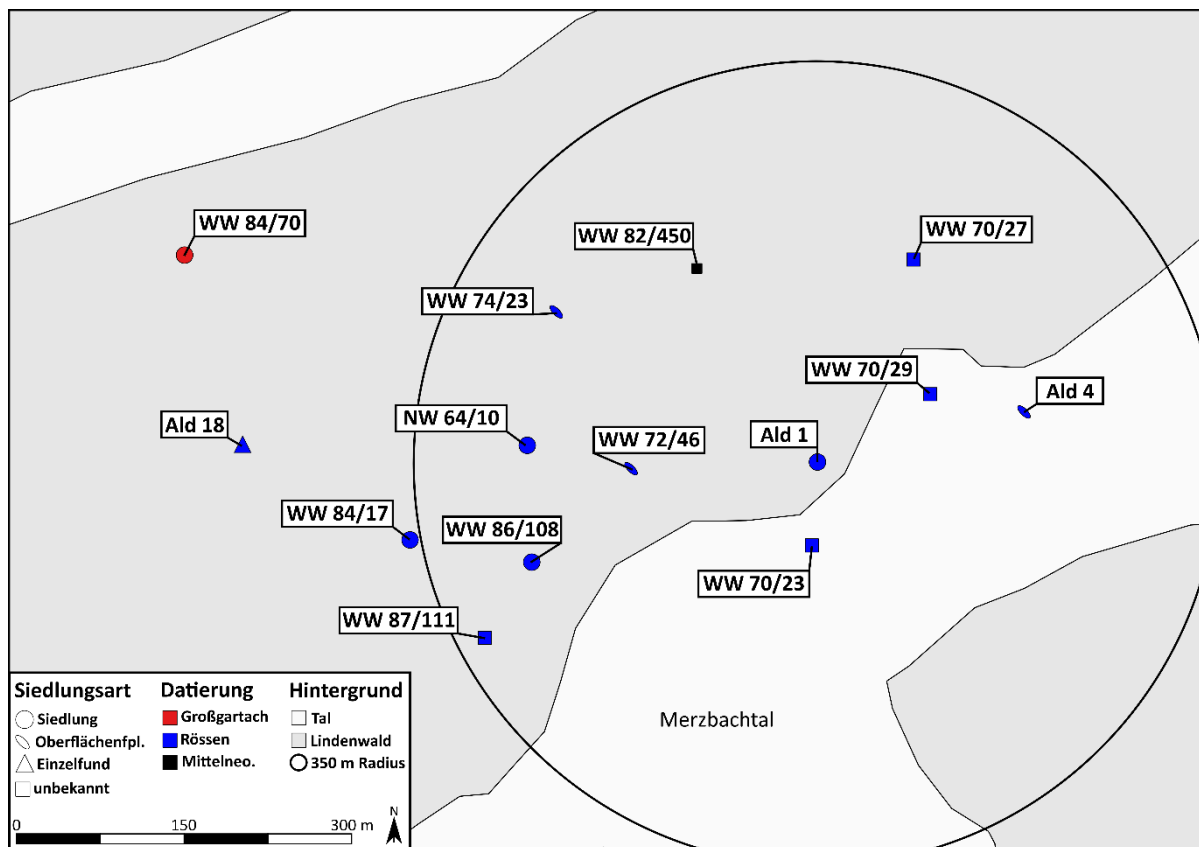 WW 84/70
WW 82/450
WW 70/27
WW 74/23
WW 70/29
Ald 4
Ald 18
NW 64/10
WW 72/46
Ald 1
WW 84/17
WW 86/108
WW 70/23
WW 87/111
Merzbachtal
Siedlungsart Datierung Hintergrund
Siedlung Großgartach Tal
Oberflächenfpl. Rössen Lindenwald
Einzelfund Mittelneo. 350 m Radius
unbekannt
0 150 300 m
N